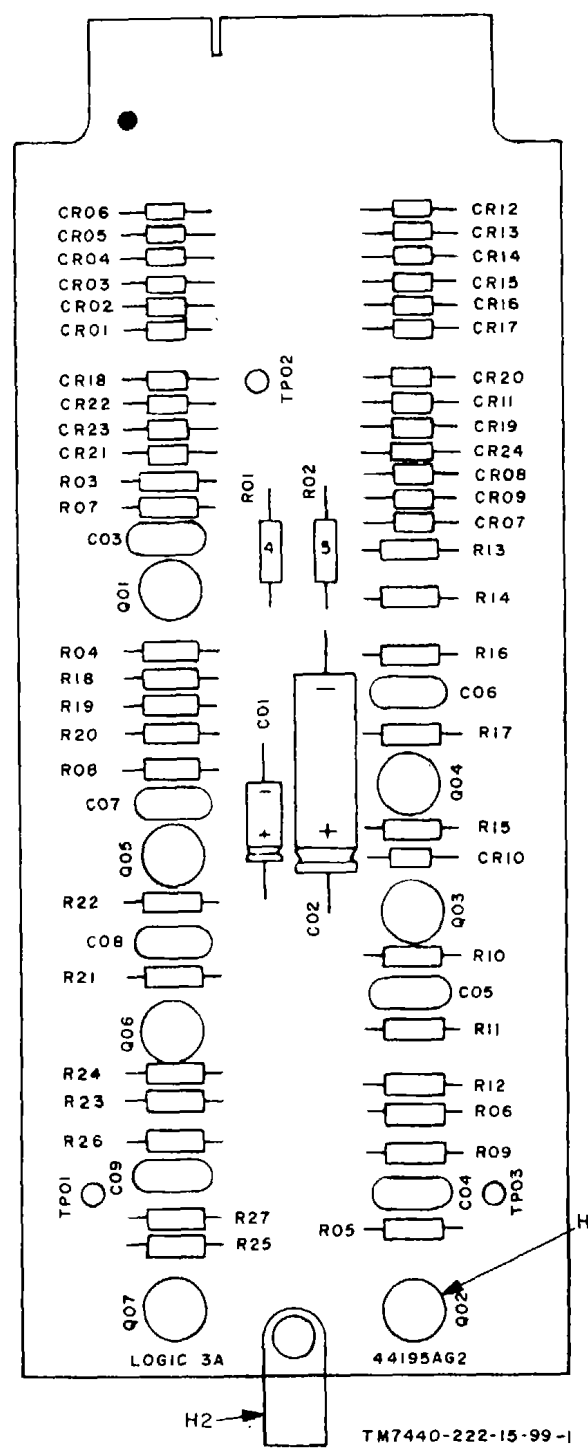 CR06 CR12
CR05 CR13
CR04 CR14
CR03 CR15
CR02 CR16
CR01 CR17
TP02
CR18 CR20
CR22 CR11
CR23 CR19
CR21 CR24
R03 R01 R02 CR08
R07 CR09
CR07
C03 4 5 R13
Q01 R14
R04 R16
R18 − C06
R19 C01
R20 R17
R08 − Q04
C07 + + R15
Q05 CR10
R22 C02 Q03
C08 R10
R21 C05
Q06 R11
R24 R12
R23 R06
R26 R09
TP01 C09 C04 TP03
R27 R05
R25 H
Q07 Q02
LOGIC 3A 44195AG2
H2
TM7440-222-15-99-1